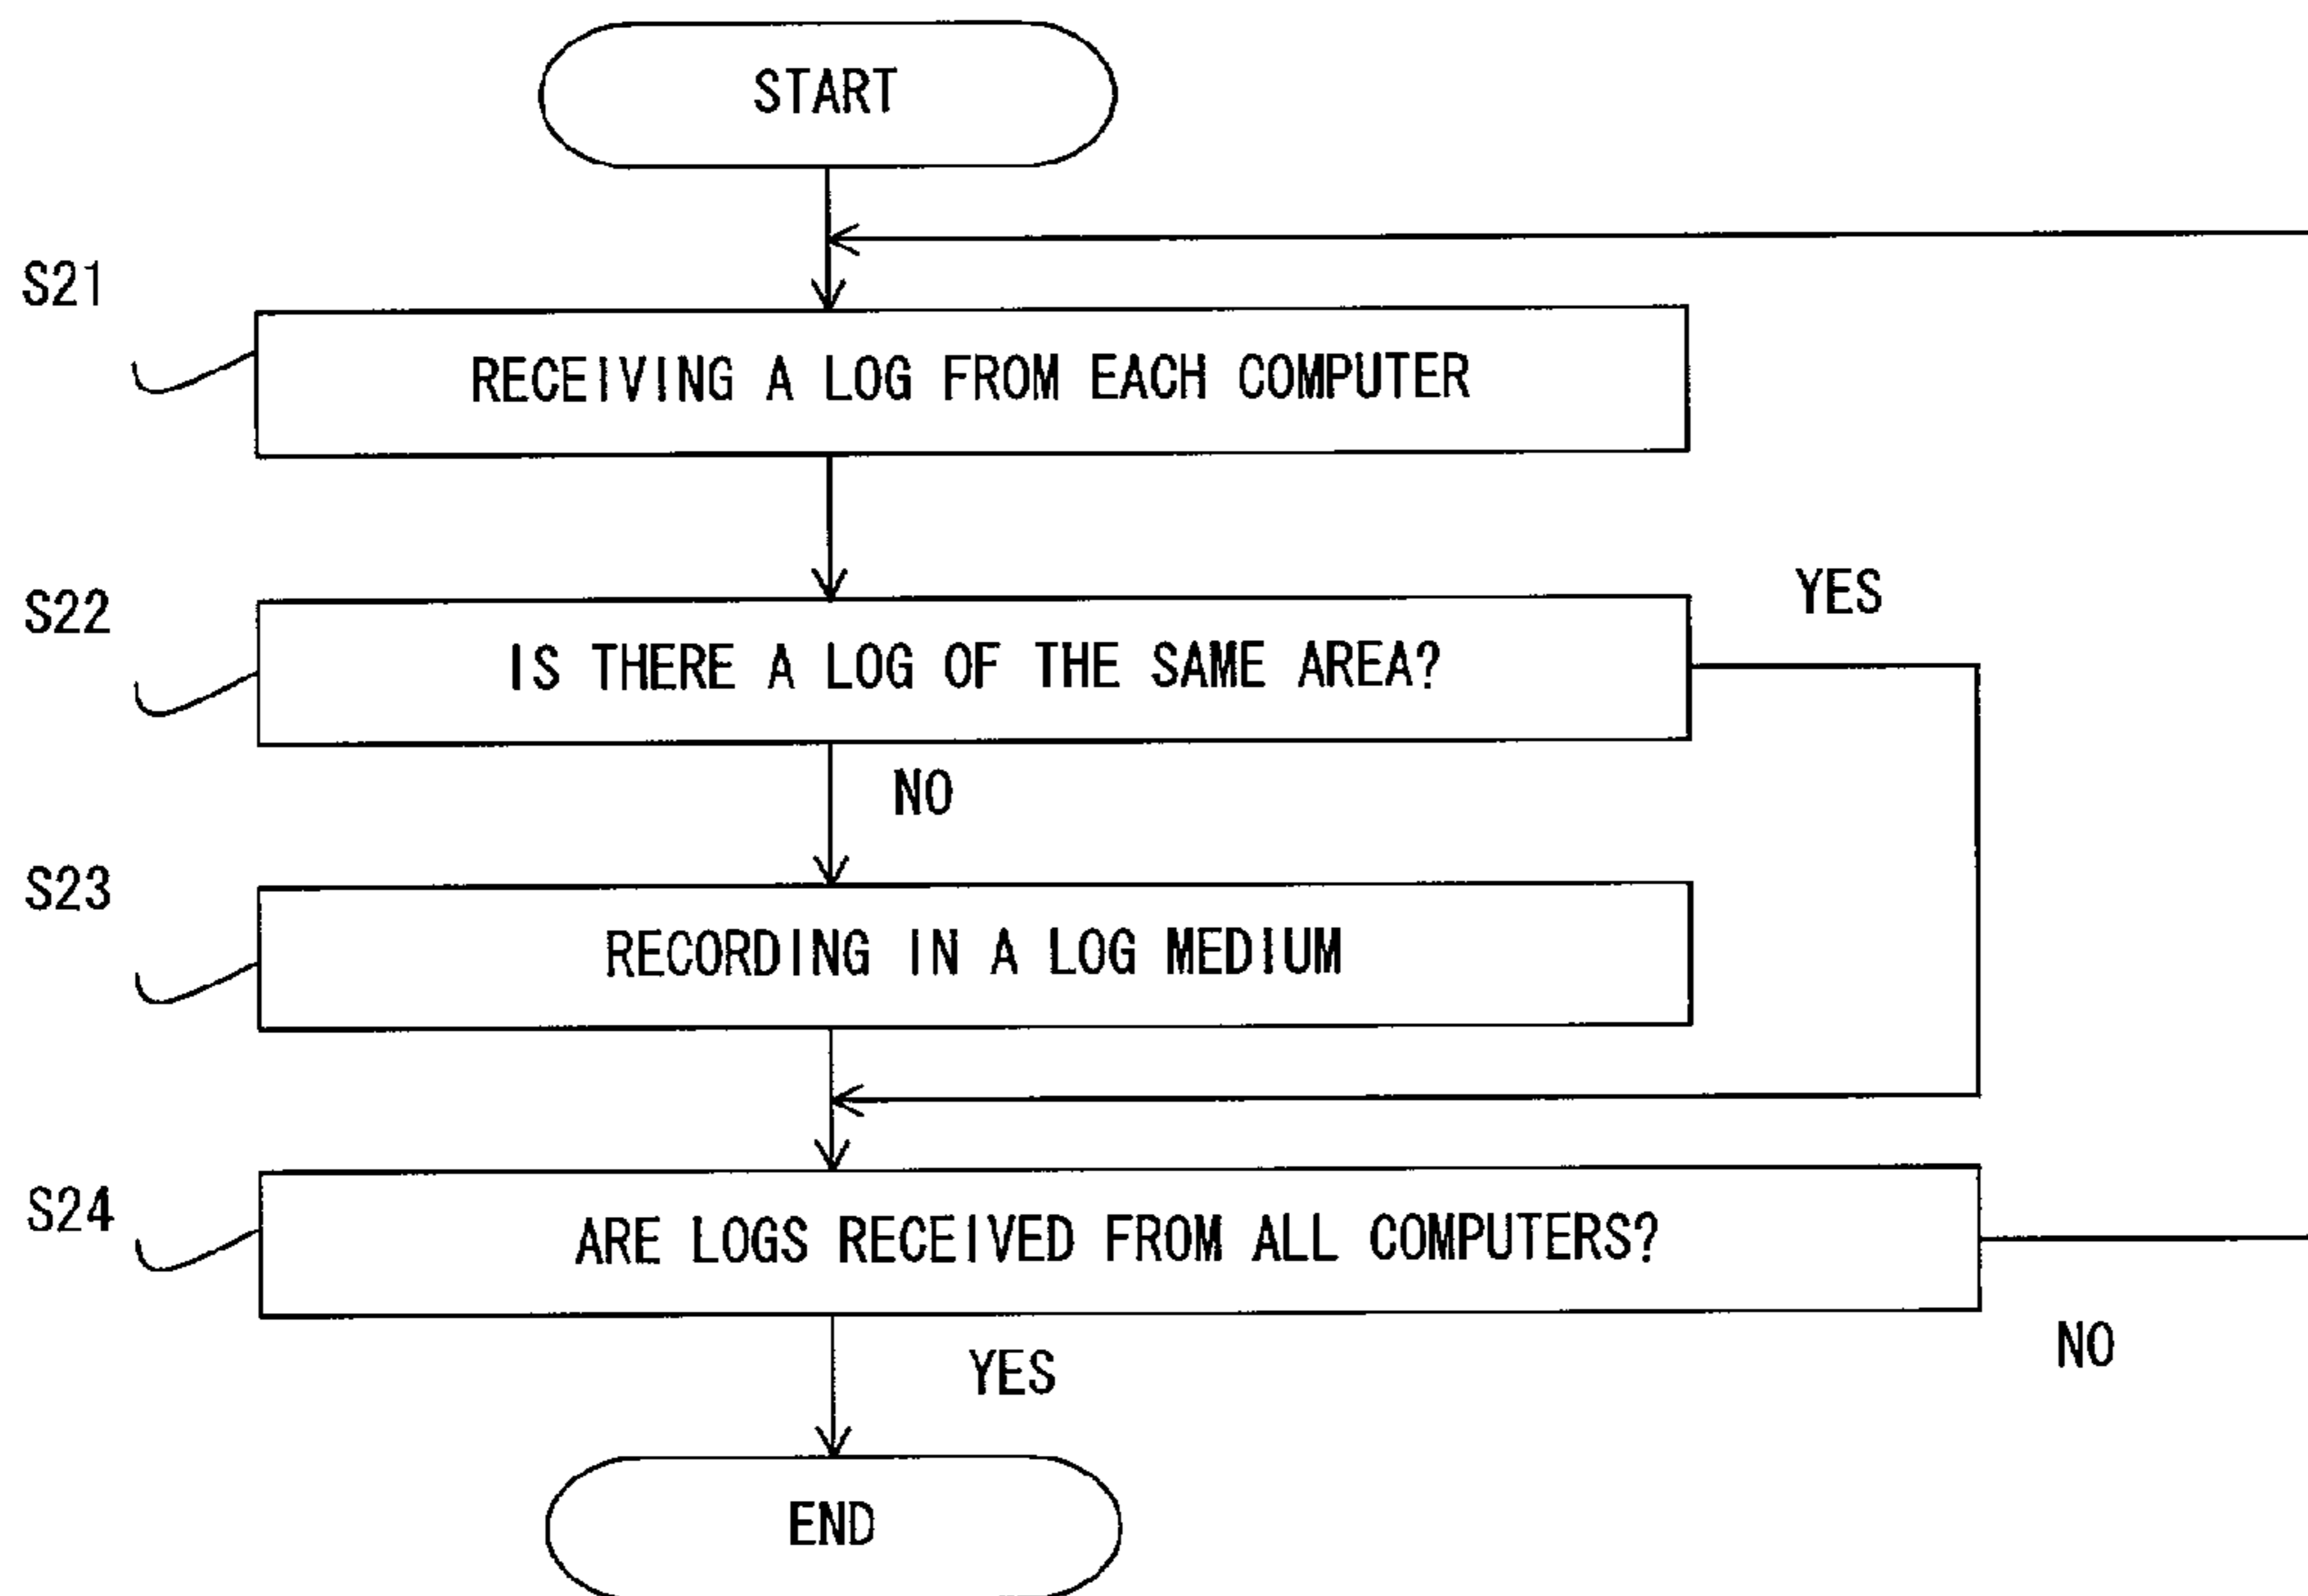 START
S21
RECEIVING A LOG FROM EACH COMPUTER
S22
IS THERE A LOG OF THE SAME AREA?
YES
NO
S23
RECORDING IN A LOG MEDIUM
S24
ARE LOGS RECEIVED FROM ALL COMPUTERS?
NO
YES
END